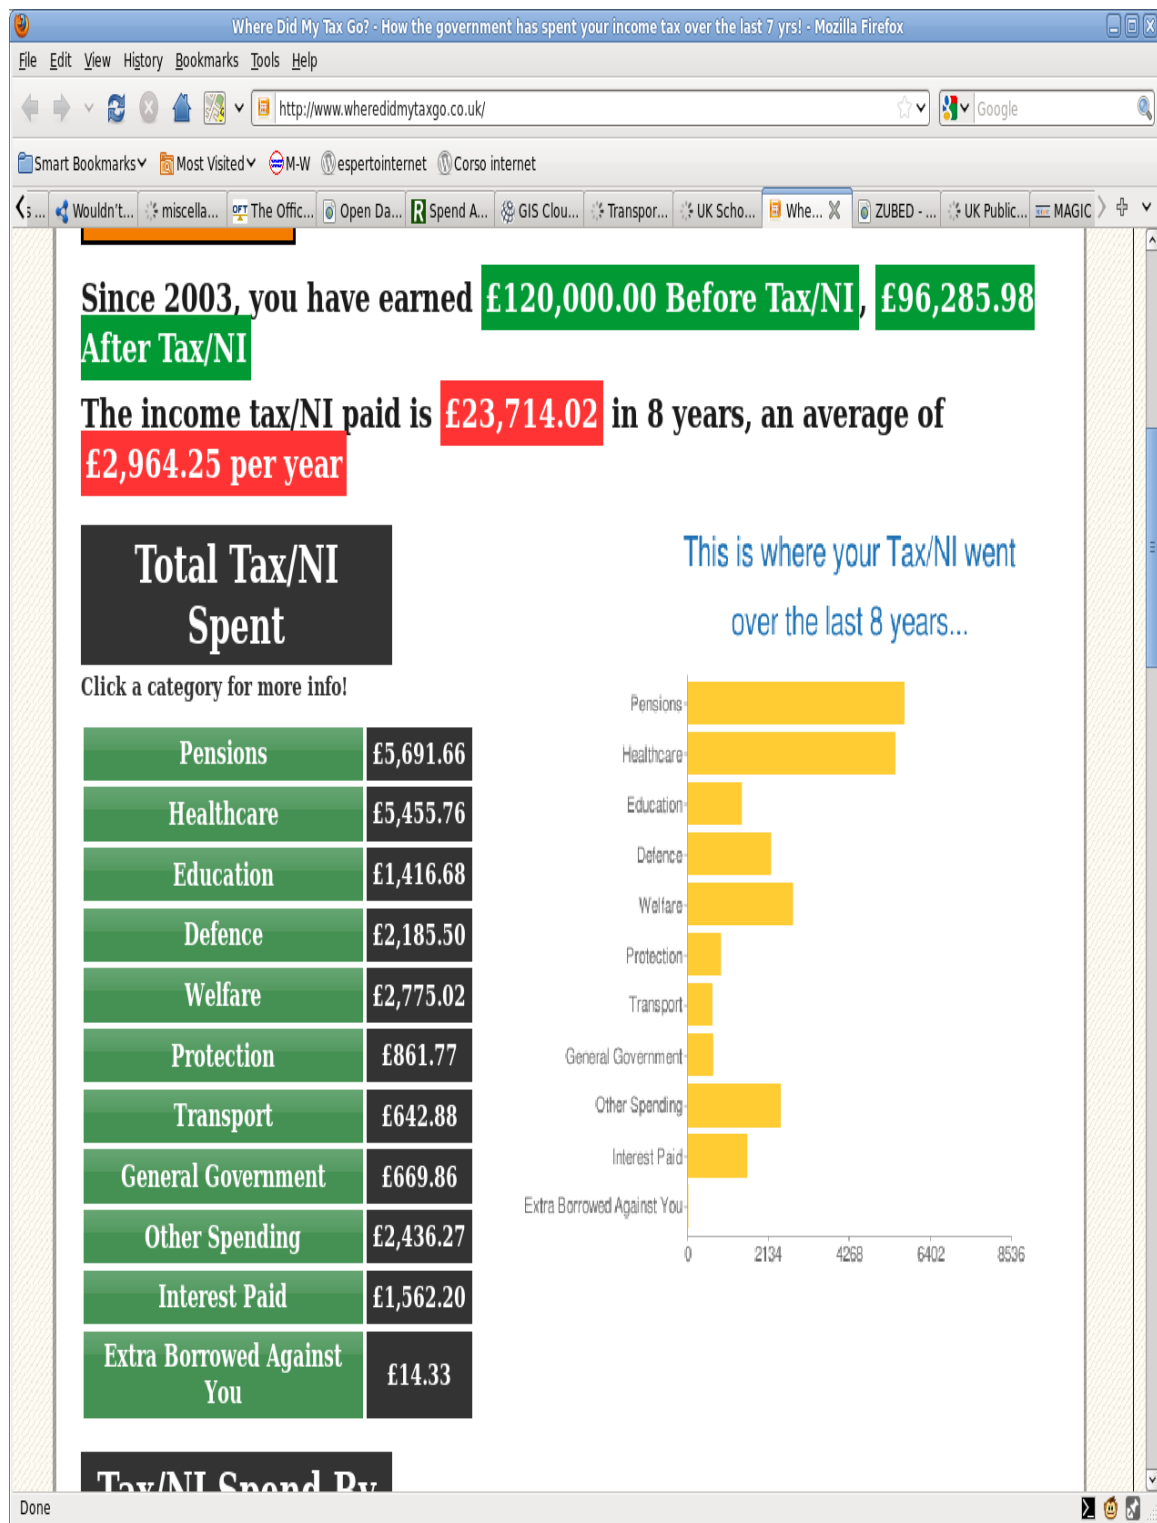 Where Did My Tax Go? - How the government has spent your income tax over the last 7 yrs! - Mozilla Firefox
File Edit View History Bookmarks Tools Help
http://www.wheredidmytaxgo.co.uk/ Google
Smart Bookmarks Most Visited M-W espertointernet Corso internet
s ... Wouldn't... miscella... OFT The Offic... Open Da... R Spend A... GIS Clou... Transpor... UK Scho... Whe... ZUBED - ... UK Public... MAGIC
Since 2003, you have earned £120,000.00 Before Tax/NI, £96,285.98
After Tax/NI
The income tax/NI paid is £23,714.02 in 8 years, an average of
£2,964.25 per year
Total Tax/NI
Spent
Click a category for more info!
Pensions £5,691.66
Healthcare £5,455.76
Education £1,416.68
Defence £2,185.50
Welfare £2,775.02
Protection £861.77
Transport £642.88
General Government £669.86
Other Spending £2,436.27
Interest Paid £1,562.20
Extra Borrowed Against
You
£14.33
This is where your Tax/NI went
over the last 8 years...
Pensions
Healthcare
Education
Defence
Welfare
Protection
Transport
General Government
Other Spending
Interest Paid
Extra Borrowed Against You
0 2134 4268 6402 8536
Tax/NI Spend By
Done